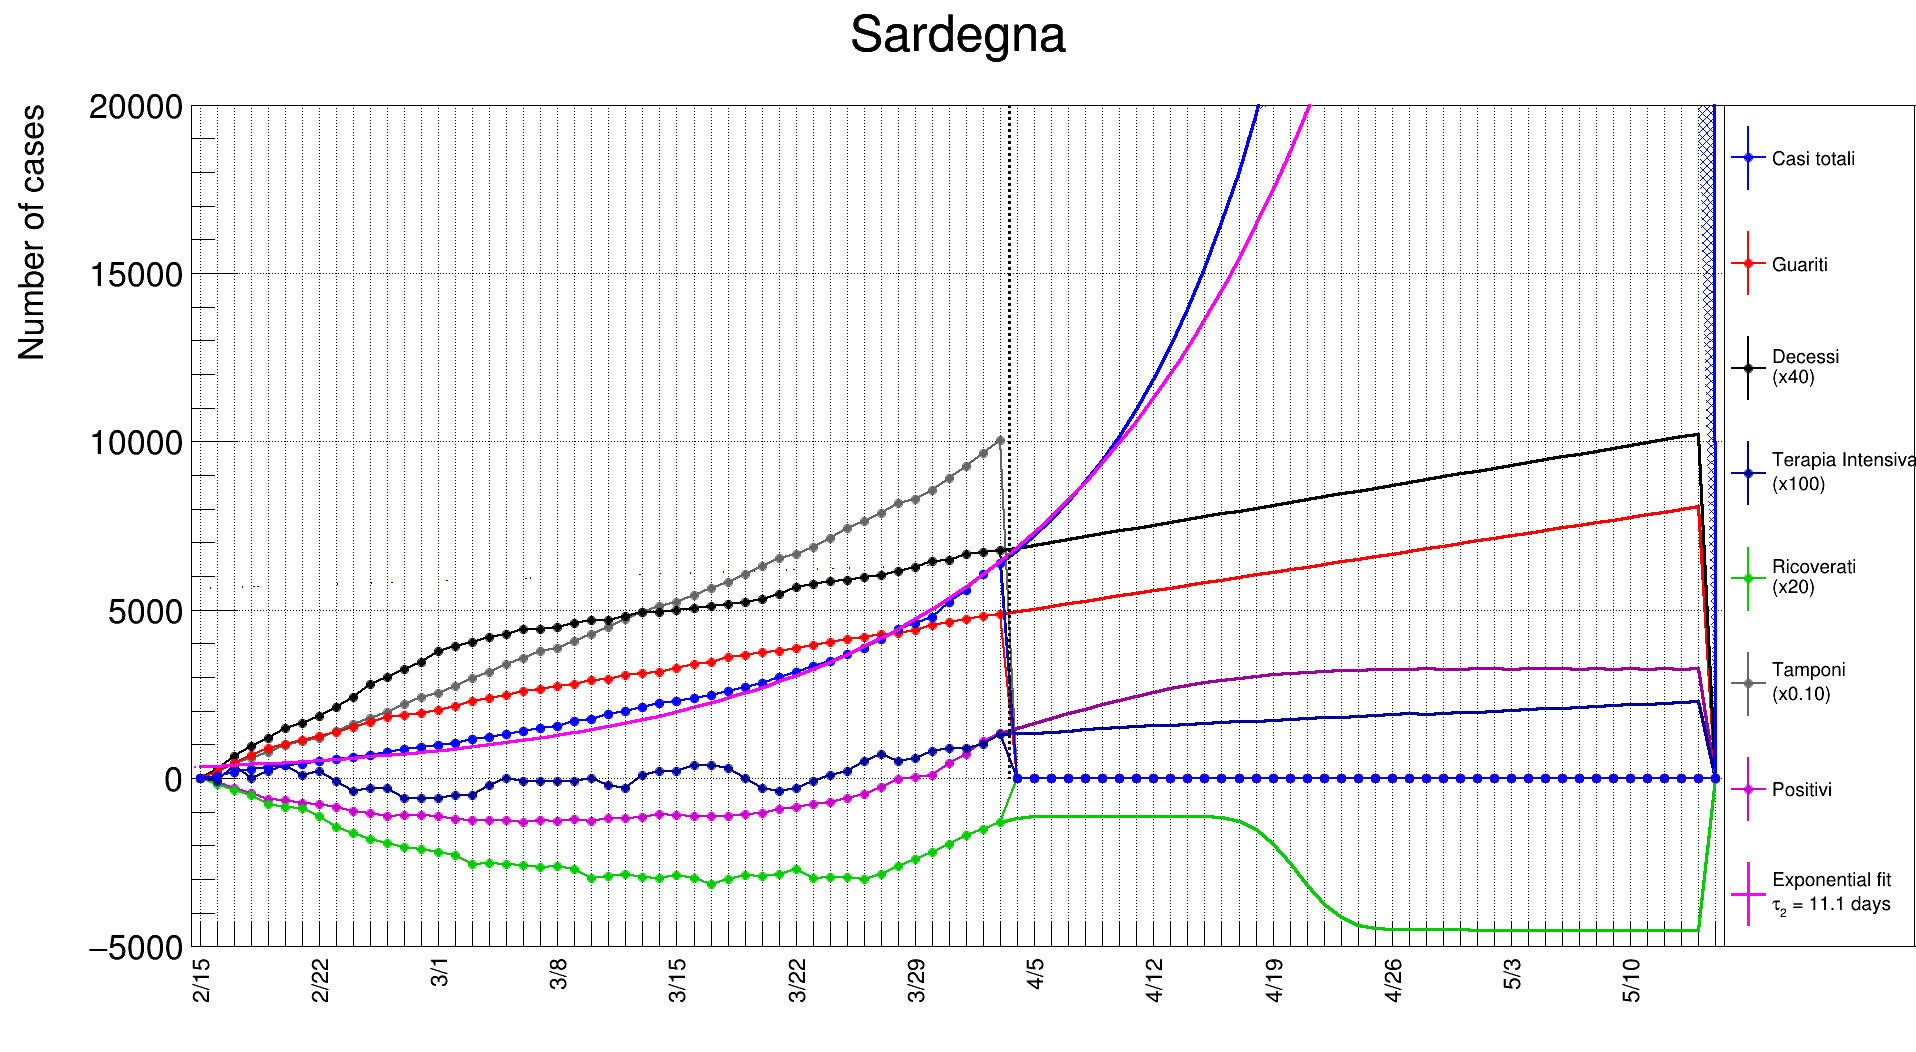 Sardegna
Number of cases
20000
15000
10000
5000
0
−5000
2/15
2/22
3/1
3/8
3/15
3/22
3/29
4/5
4/12
4/19
4/26
5/3
5/10
Casi totali
Guariti
Decessi
(x40)
Terapia Intensiva
(x100)
Ricoverati
(x20)
Tamponi
(x0.10)
Positivi
Exponential fit
τ2 = 11.1 days